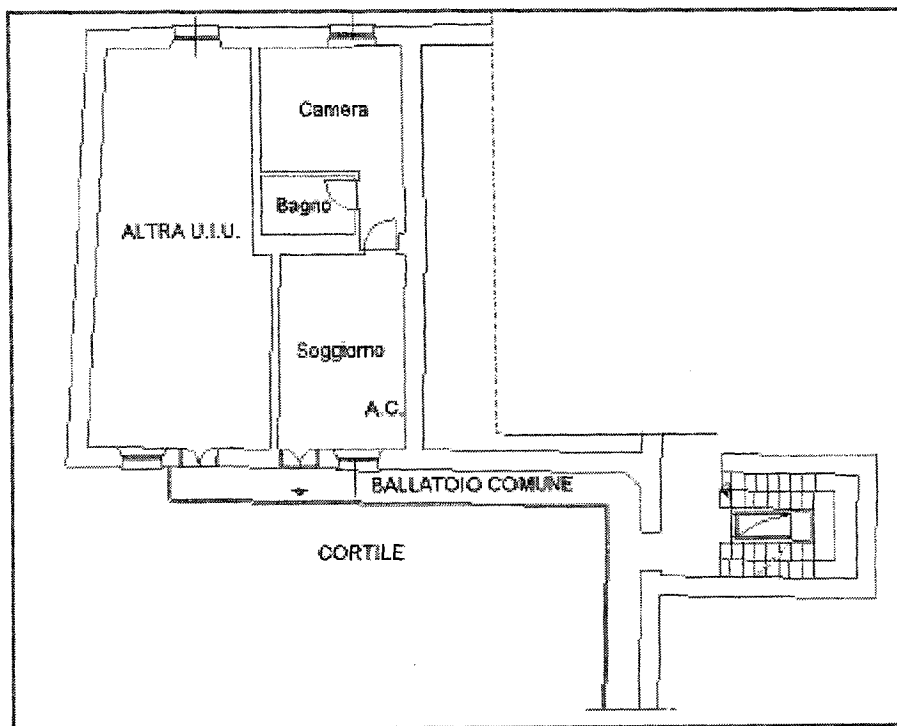 Camera
Bagno
ALTRA U.I.U.
Soggiorno
A.C.
BALLATOIO COMUNE
CORTILE